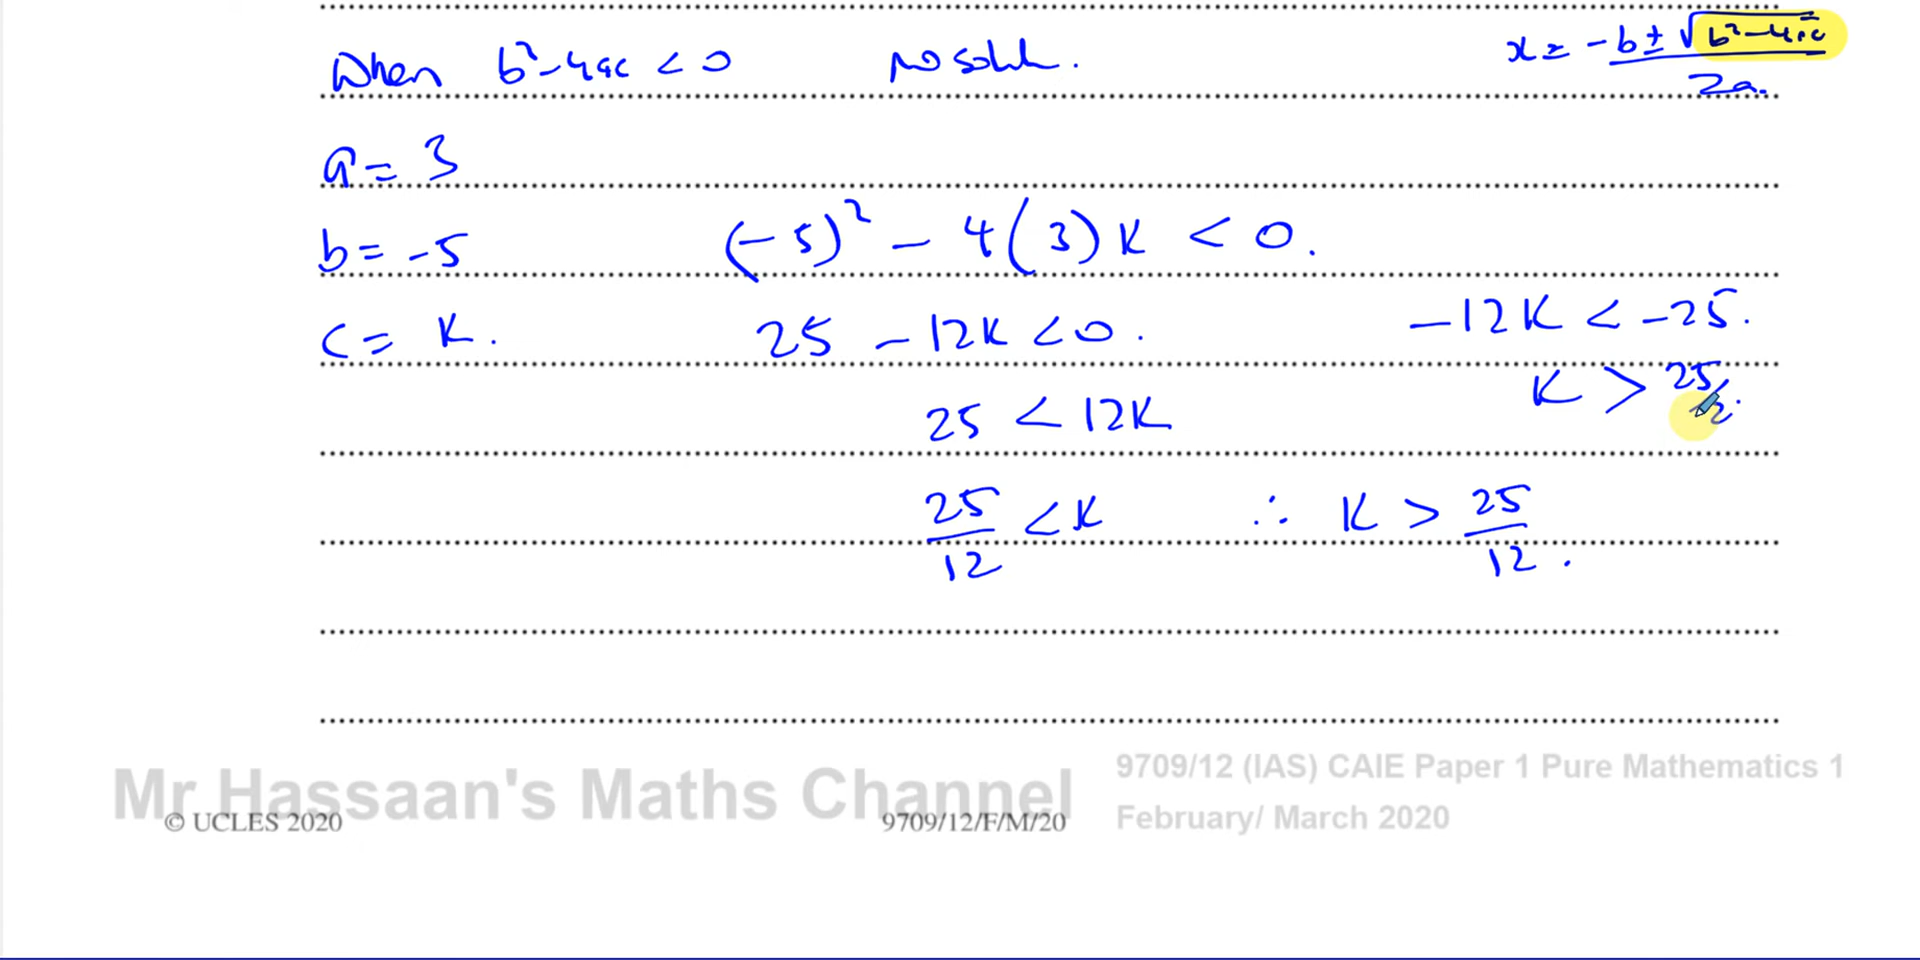 When b²-4ac < 0 no soln. x = -b ± √b²-4ac / 2a.
a = 3
b = -5 (-5)² - 4(3)K < 0.
c = K. 25 - 12K < 0. -12K < -25.
25 < 12K K > 25/12.
25/12 < K ∴ K > 25/12.
Mr Hassaan's Maths Channel
9709/12 (IAS) CAIE Paper 1 Pure Mathematics 1
February/ March 2020
© UCLES 2020 9709/12/F/M/20